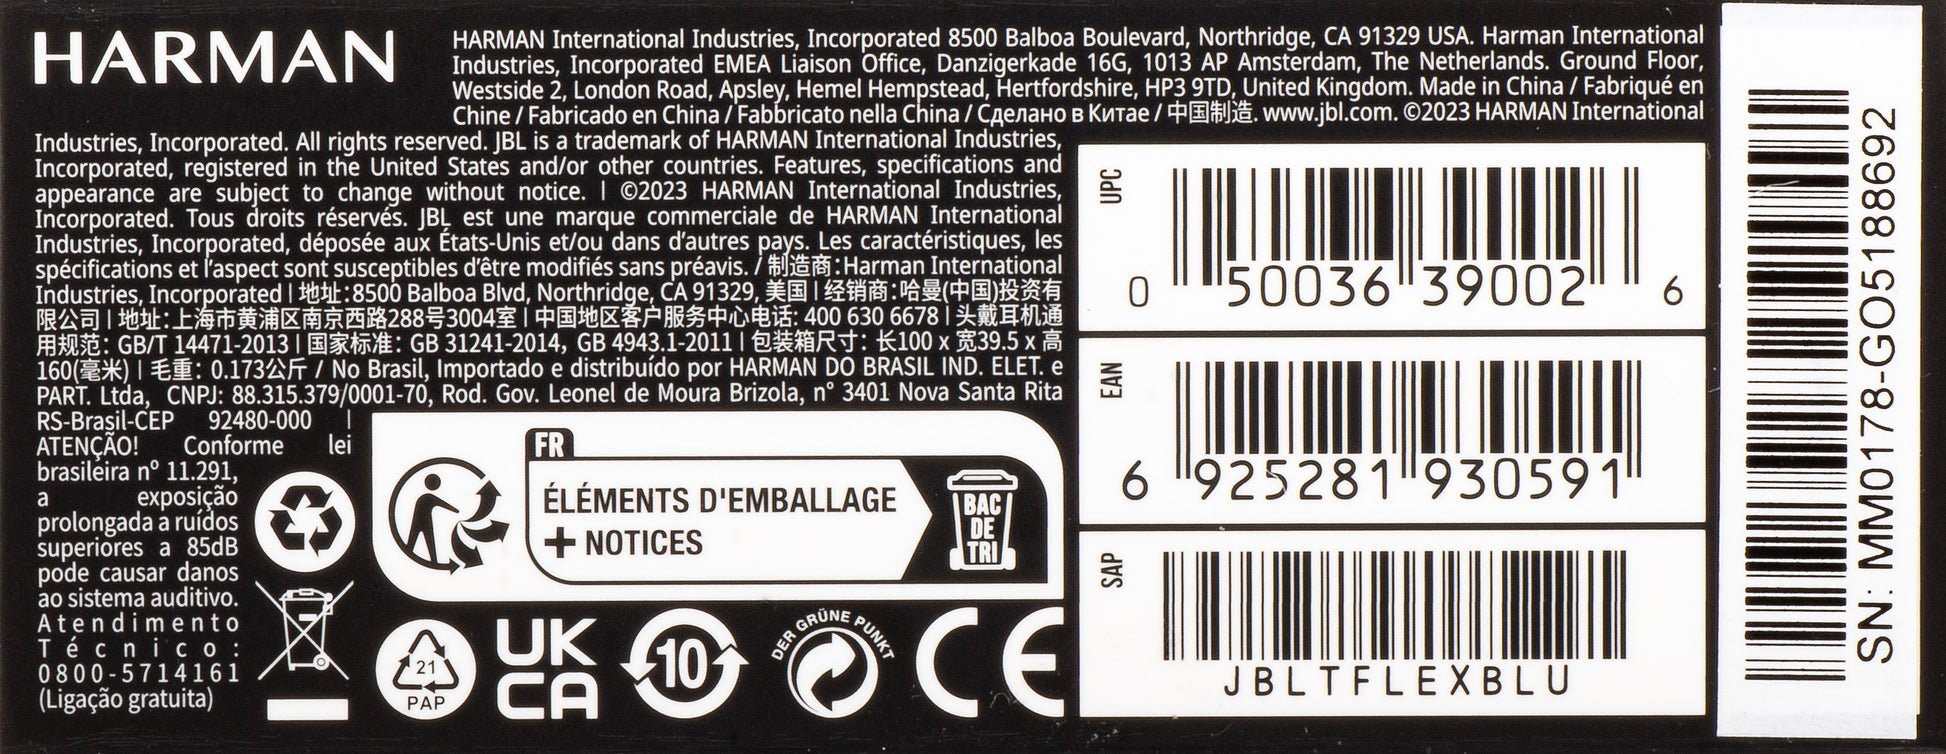 HARMAN
HARMAN International Industries, Incorporated 8500 Balboa Boulevard, Northridge, CA 91329 USA. Harman International
Industries, Incorporated EMEA Liaison Office, Danzigerkade 16G, 1013 AP Amsterdam, The Netherlands. Ground Floor,
Westside 2, London Road, Apsley, Hemel Hempstead, Hertfordshire, HP3 9TD, United Kingdom. Made in China / Fabriqué en
Chine / Fabricado en China / Fabbricato nella China / Сделано в Китае / 中国制造. www.jbl.com. ©2023 HARMAN International
Industries, Incorporated. All rights reserved. JBL is a trademark of HARMAN International Industries,
Incorporated, registered in the United States and/or other countries. Features, specifications and
appearance are subject to change without notice. | ©2023 HARMAN International Industries,
Incorporated. Tous droits réservés. JBL est une marque commerciale de HARMAN International
Industries, Incorporated, déposée aux États-Unis et/ou dans d'autres pays. Les caractéristiques, les
spécifications et l'aspect sont susceptibles d'être modifiés sans préavis. / 制造商:Harman International
Industries, Incorporated | 地址:8500 Balboa Blvd, Northridge, CA 91329, 美国 | 经销商:哈曼(中国)投资有
限公司 | 地址:上海市黄浦区南京西路288号3004室 | 中国地区客户服务中心电话: 400 630 6678 | 头戴耳机通
用规范: GB/T 14471-2013 | 国家标准: GB 31241-2014, GB 4943.1-2011 | 包装箱尺寸: 长100 x 宽39.5 x 高
160(毫米) | 毛重: 0.173公斤 / No Brasil, Importado e distribuído por HARMAN DO BRASIL IND. ELET. e
PART. Ltda, CNPJ: 88.315.379/0001-70, Rod. Gov. Leonel de Moura Brizola, n° 3401 Nova Santa Rita
RS-Brasil-CEP 92480-000 |
ATENÇÃO! Conforme lei
brasileira nº 11.291,
a exposição
prolongada a ruídos
superiores a 85dB
pode causar danos
ao sistema auditivo.
Atendimento
Técnico:
0800-5714161
(Ligação gratuita)
FR
ÉLÉMENTS D'EMBALLAGE
+ NOTICES
BAC
DE
TRI
21
PAP
UK
CA
10
DER GRÜNE PUNKT
CE
UPC
0 50036 39002 6
EAN
6 925281 930591
SAP
JBLTFLEXBLU
SN: MM0178-GO5188692